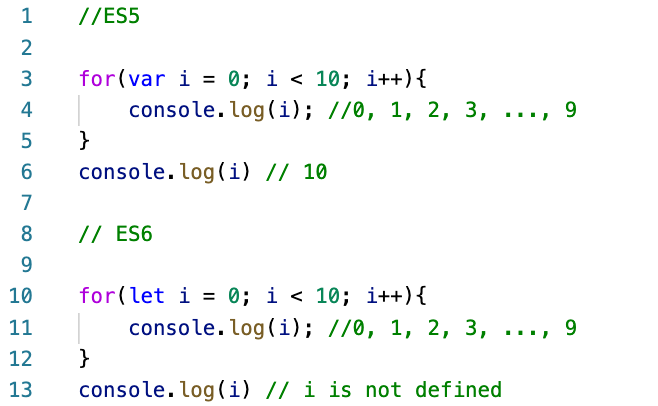 1 //ES5
2
3 for(var i = 0; i < 10; i++){
4 console.log(i); //0, 1, 2, 3, ..., 9
5 }
6 console.log(i) // 10
7
8 // ES6
9
10 for(let i = 0; i < 10; i++){
11 console.log(i); //0, 1, 2, 3, ..., 9
12 }
13 console.log(i) // i is not defined